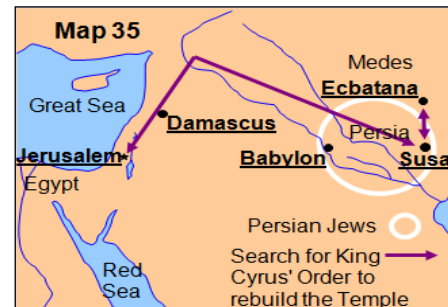 Map 35
Medes
Ecbatana
Great Sea
Damascus
Persia
Jerusalem
Babylon
Susa
Egypt
Persian Jews
Red
Sea
Search for King
Cyrus' Order to
rebuild the Temple